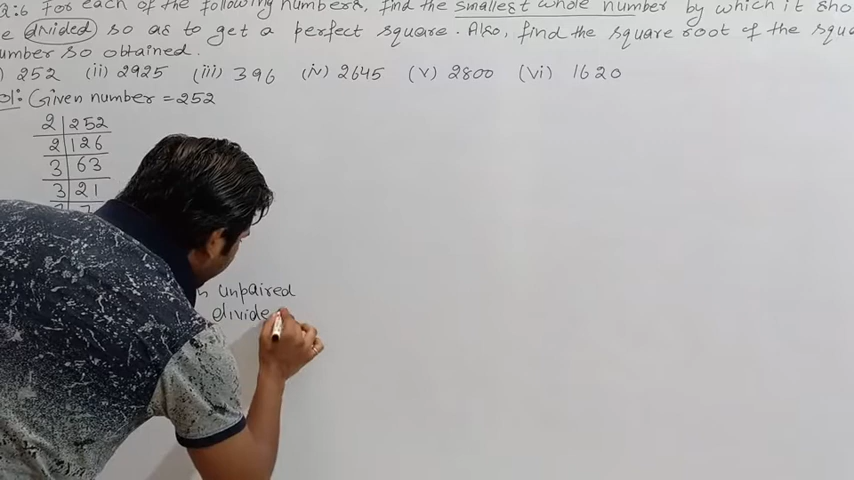 Q:6 For each of the following numbers, find the smallest whole number by which it sho
e divided so as to get a perfect square. Also, find the square root of the squa
umber so obtained.
) 252 (ii) 2925 (iii) 396 (iv) 2645 (v) 2800 (vi) 1620
Sol: Given number = 252
2 | 252
2 | 126
3 | 63
3 | 21
n unpaired
divide